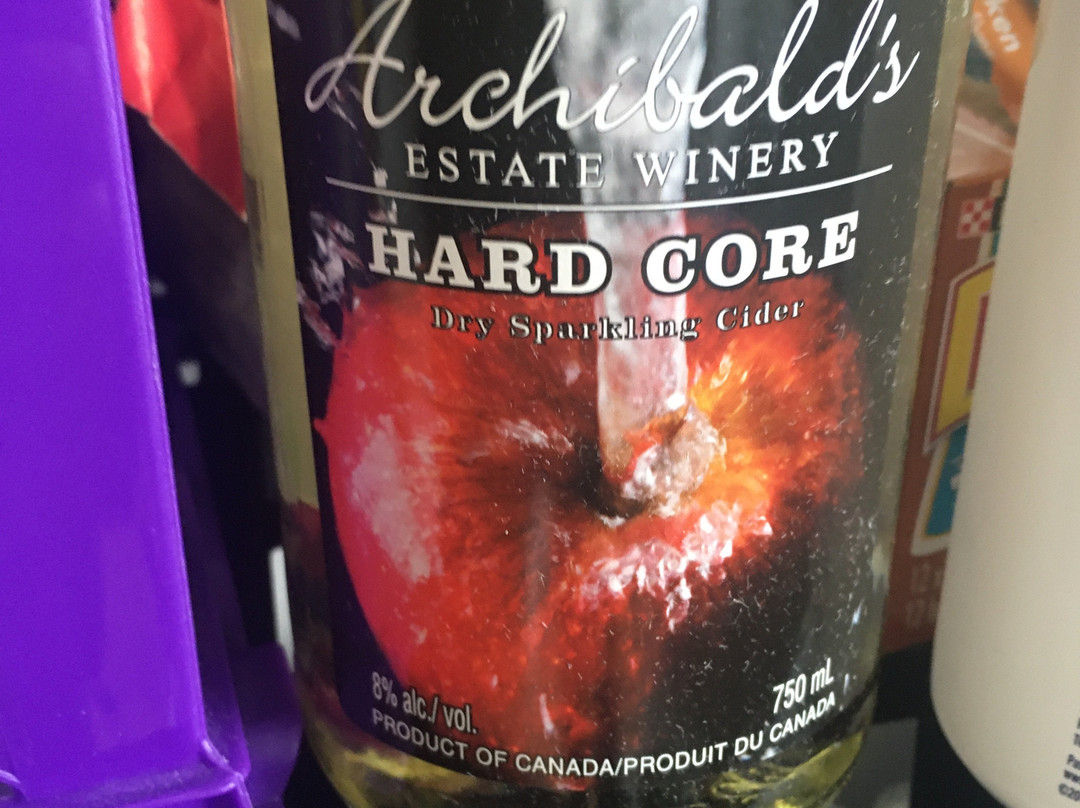 Archibald's
ESTATE WINERY
HARD CORE
Dry Sparkling Cider
8% alc./ vol.
750 mL
PRODUCT OF CANADA/PRODUIT DU CANADA